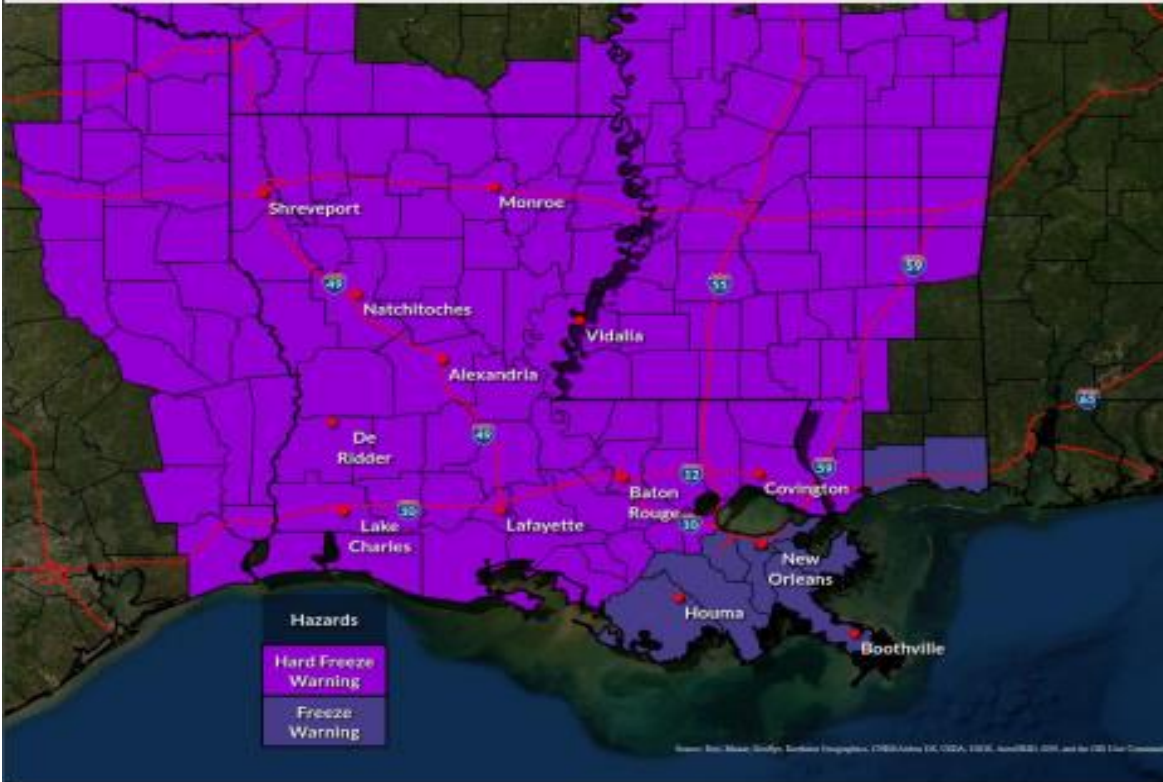 Shreveport
Monroe
49
Natchitoches
55
59
Vidalia
Alexandria
65
De
Ridder
49
Baton
Rouge
12
Covington
59
Lake
Charles
10
Lafayette
10
New
Orleans
Houma
Boothville
Hazards
Hard Freeze
Warning
Freeze
Warning